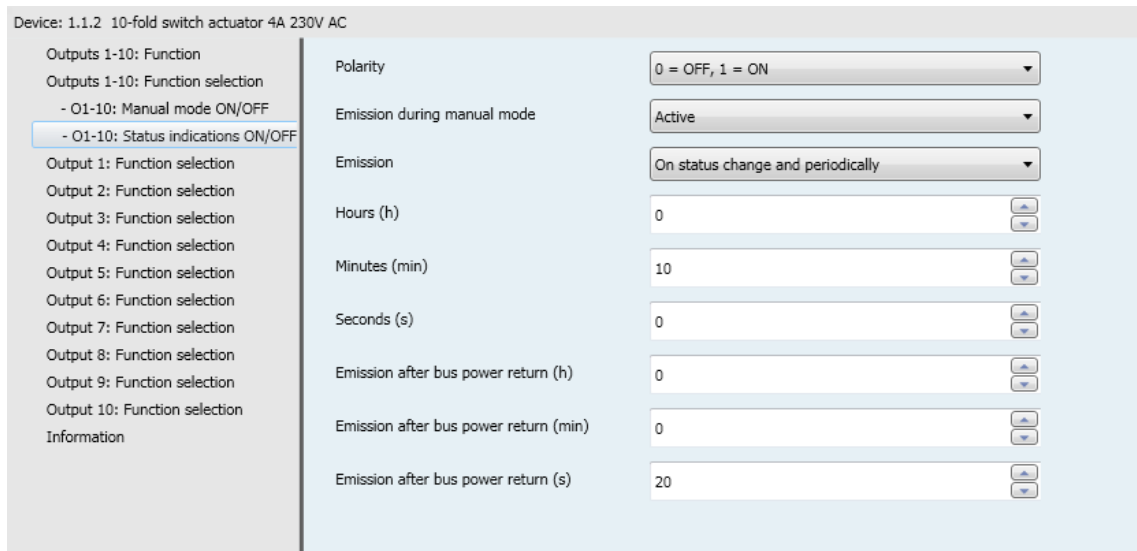 Device: 1.1.2 10-fold switch actuator 4A 230V AC
Outputs 1-10: Function
Outputs 1-10: Function selection
- O1-10: Manual mode ON/OFF
- O1-10: Status indications ON/OFF
Output 1: Function selection
Output 2: Function selection
Output 3: Function selection
Output 4: Function selection
Output 5: Function selection
Output 6: Function selection
Output 7: Function selection
Output 8: Function selection
Output 9: Function selection
Output 10: Function selection
Information
Polarity 0 = OFF, 1 = ON
Emission during manual mode Active
Emission On status change and periodically
Hours (h) 0
Minutes (min) 10
Seconds (s) 0
Emission after bus power return (h) 0
Emission after bus power return (min) 0
Emission after bus power return (s) 20